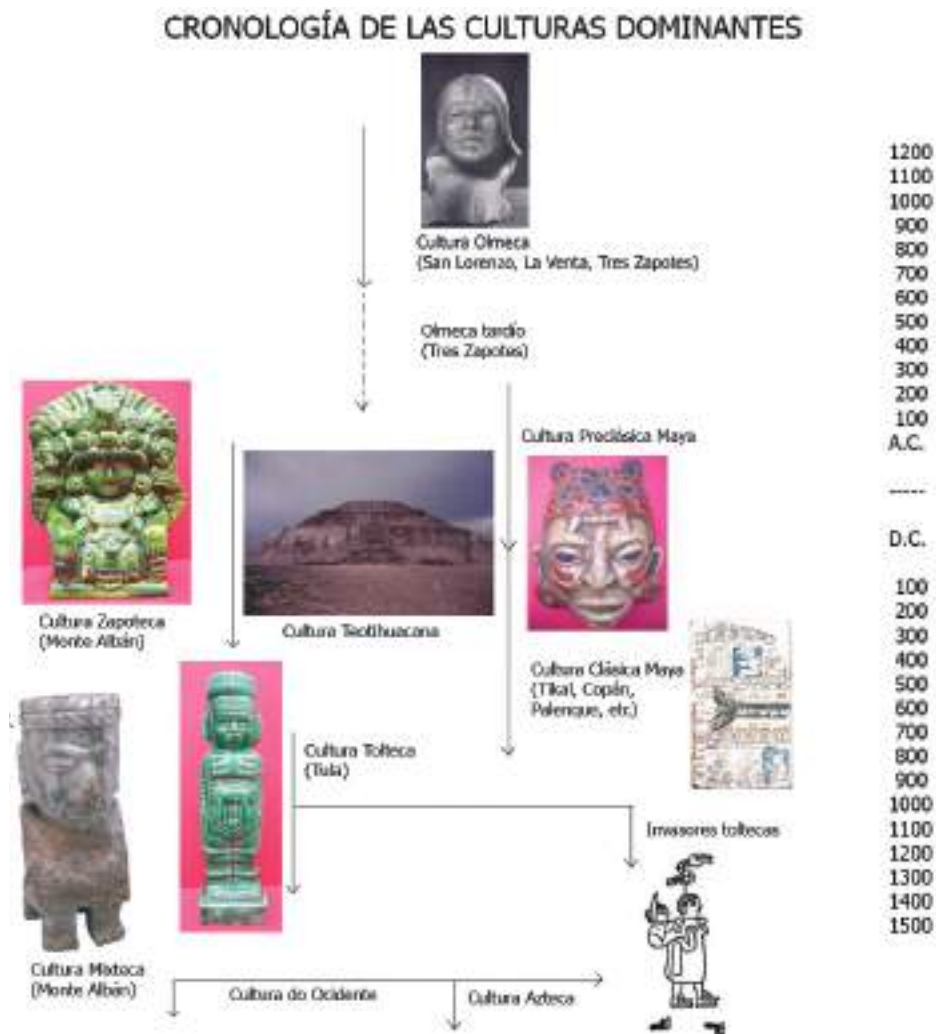 CRONOLOGÍA DE LAS CULTURAS DOMINANTES
Cultura Olmeca
(San Lorenzo, La Venta, Tres Zapotes)
Olmeca tardío
(Tres Zapotes)
Cultura Preclásica Maya
Cultura Zapoteca
(Monte Albán)
Cultura Teotihuacana
Cultura Clásica Maya
(Tikal, Copán,
Palenque, etc.)
Cultura Tolteca
(Tula)
Invasores toltecas
Cultura Mixteca
(Monte Albán)
Cultura do Ocidente
Cultura Azteca
1200
1100
1000
900
800
700
600
500
400
300
200
100
A.C.
-----
D.C.
100
200
300
400
500
600
700
800
900
1000
1100
1200
1300
1400
1500